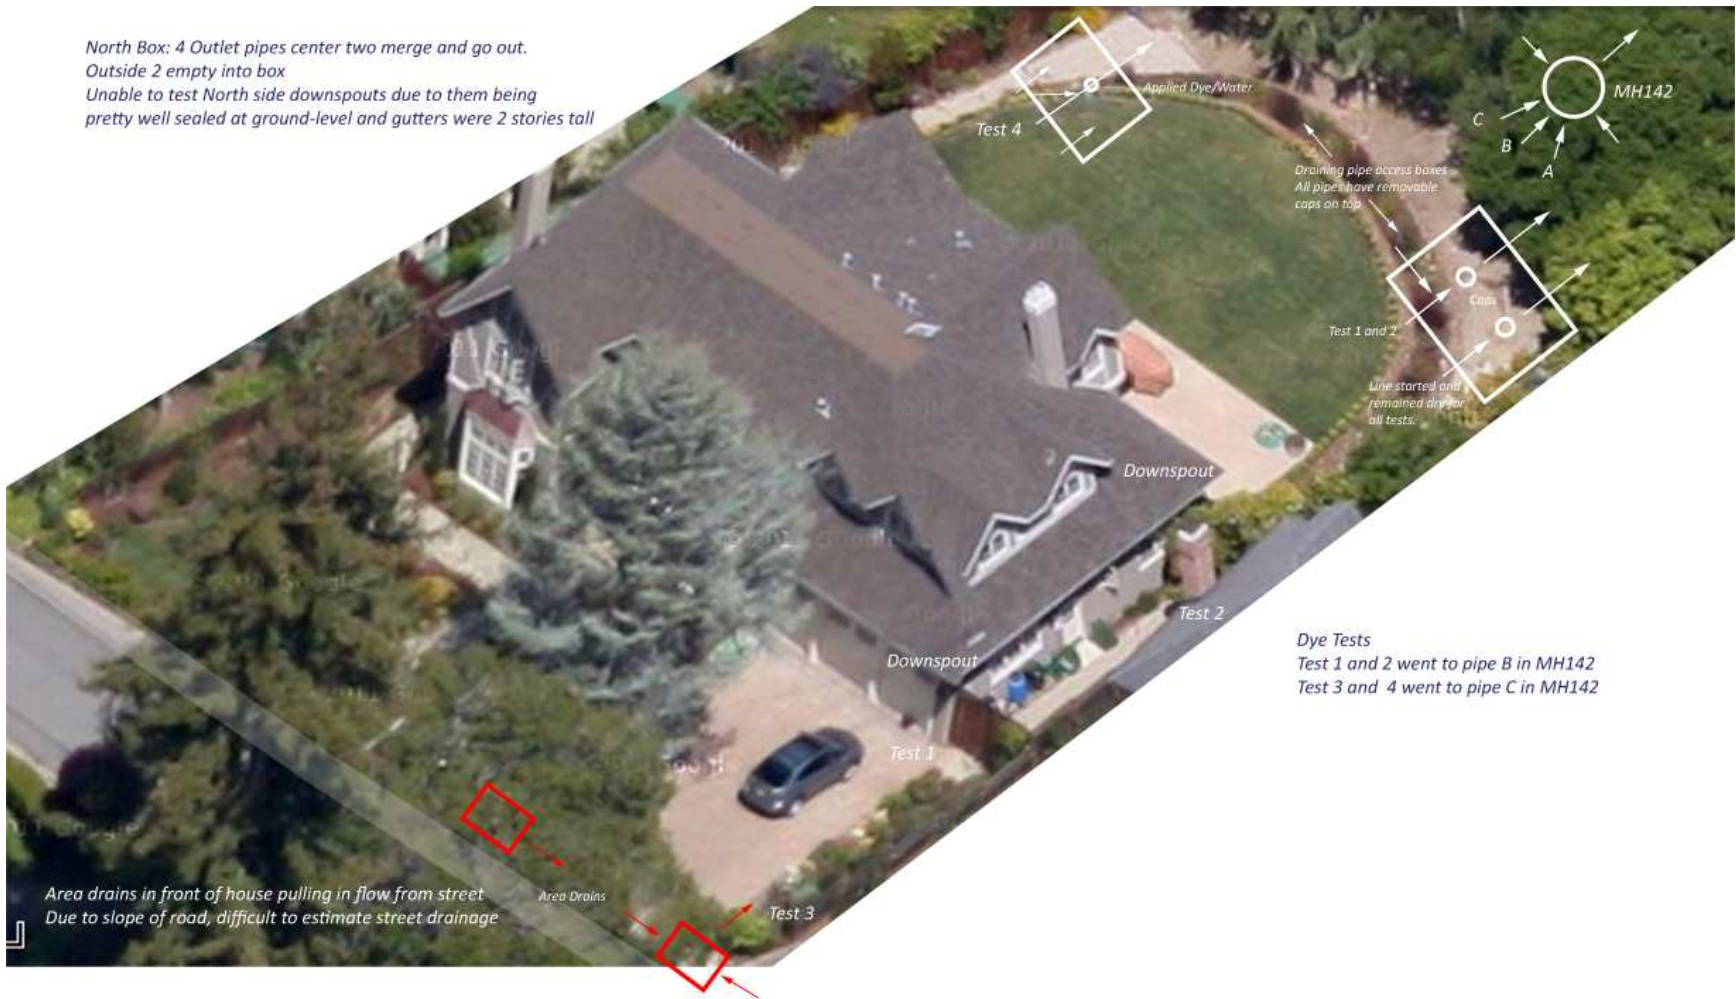 North Box: 4 Outlet pipes center two merge and go out.
Outside 2 empty into box
Unable to test North side downspouts due to them being
pretty well sealed at ground-level and gutters were 2 stories tall
MH142
C
B
A
Applied Dye/Water
Test 4
Draining pipe access boxes
All pipes have removable
caps on top
Caps
Test 1 and 2
Line started and
remained dry for
all tests.
Downspout
Test 2
Downspout
Dye Tests
Test 1 and 2 went to pipe B in MH142
Test 3 and 4 went to pipe C in MH142
Test 1
Area drains in front of house pulling in flow from street
Due to slope of road, difficult to estimate street drainage
Area Drains
Test 3